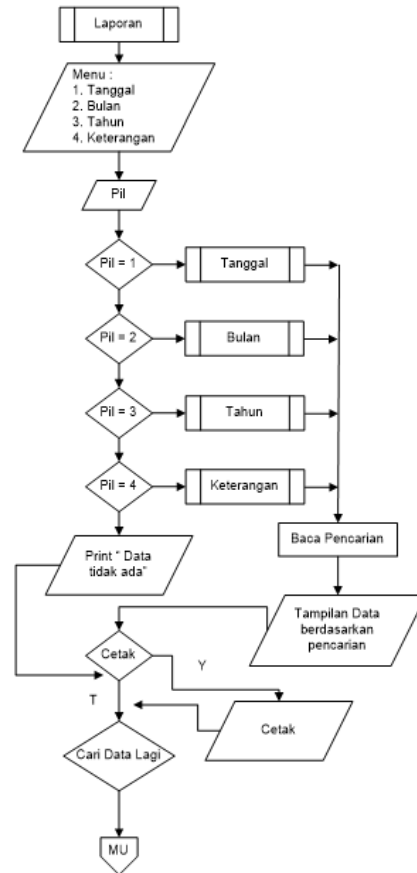 Laporan
Menu :
1. Tanggal
2. Bulan
3. Tahun
4. Keterangan
Pil
Pil = 1
Tanggal
Pil = 2
Bulan
Pil = 3
Tahun
Pil = 4
Keterangan
Print “ Data
tidak ada”
Baca Pencarian
Tampilan Data
berdasarkan
pencarian
Cetak
Y
T
Cetak
Cari Data Lagi
MU